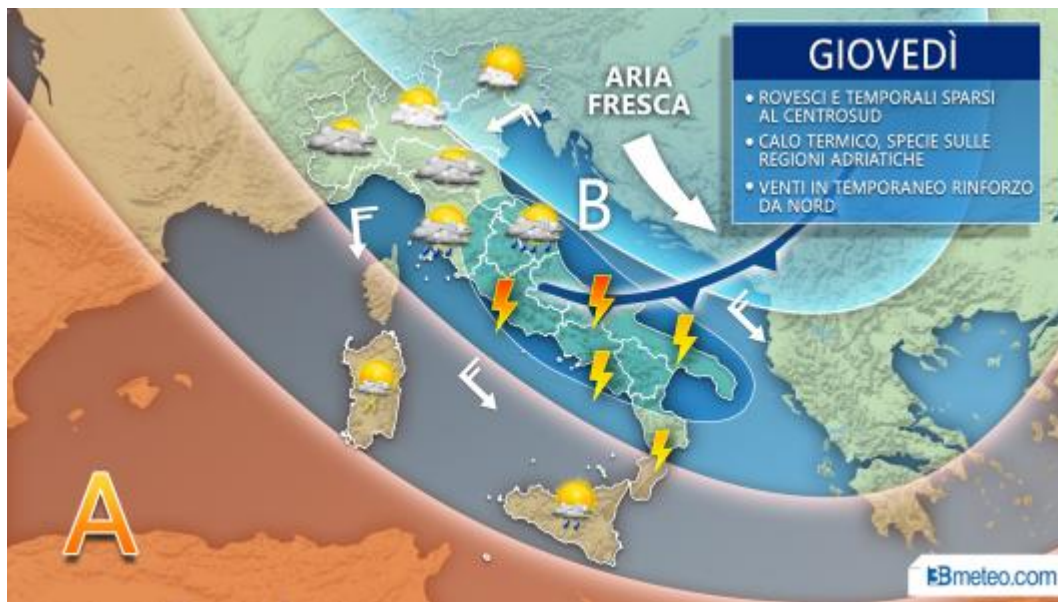 GIOVEDÌ
• ROVESCI E TEMPORALI SPARSI
AL CENTROSUD
• CALO TERMICO, SPECIE SULLE
REGIONI ADRIATICHE
• VENTI IN TEMPORANEO RINFORZO
DA NORD
ARIA
FRESCA
B
A
3Bmeteo.com